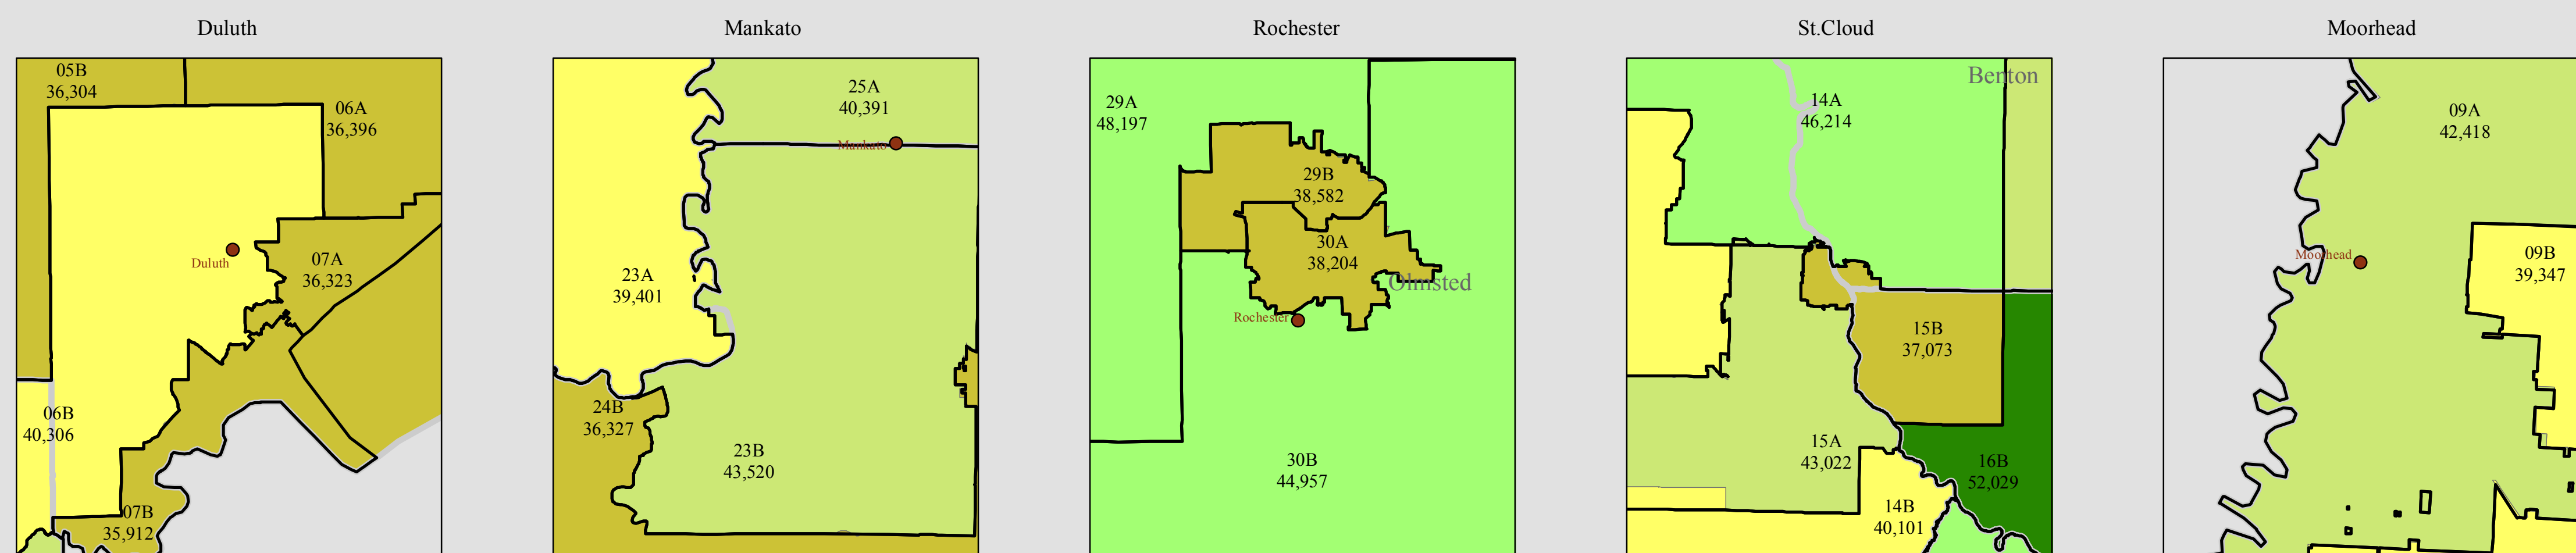 Duluth
Mankato
Rochester
St.Cloud
Moorhead
05B
36,304
06A
36,396
Duluth
07A
36,323
06B
40,306
07B
35,912
25A
40,391
Mankato
23A
39,401
24B
36,327
23B
43,520
29A
48,197
29B
38,582
30A
38,204
Olmsted
Rochester
30B
44,957
Benton
14A
46,214
15B
37,073
15A
43,022
16B
52,029
14B
40,101
09A
42,418
Moorhead
09B
39,347